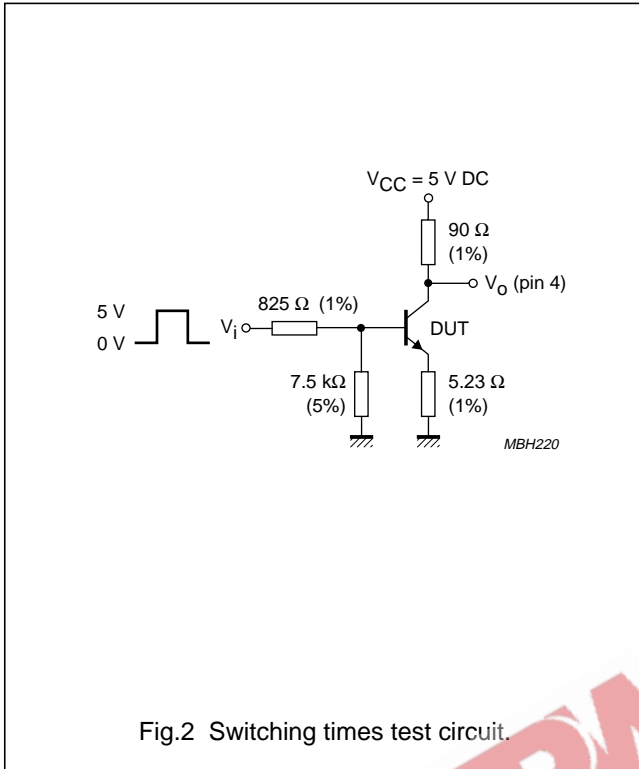 V_CC = 5 V DC
90 Ω
(1%)
V_o (pin 4)
825 Ω (1%)
5 V
V_i
DUT
0 V
7.5 kΩ
5.23 Ω
(5%)
(1%)
MBH220
Fig.2 Switching times test circuit.